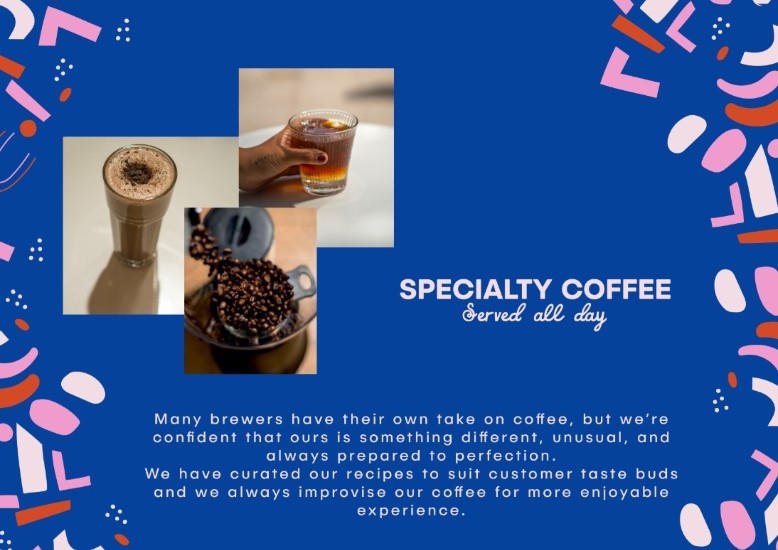 SPECIALTY COFFEE
Served all day
Many brewers have their own take on coffee, but we're
confident that ours is something different, unusual, and
always prepared to perfection.
We have curated our recipes to suit customer taste buds
and we always improvise our coffee for more enjoyable
experience.